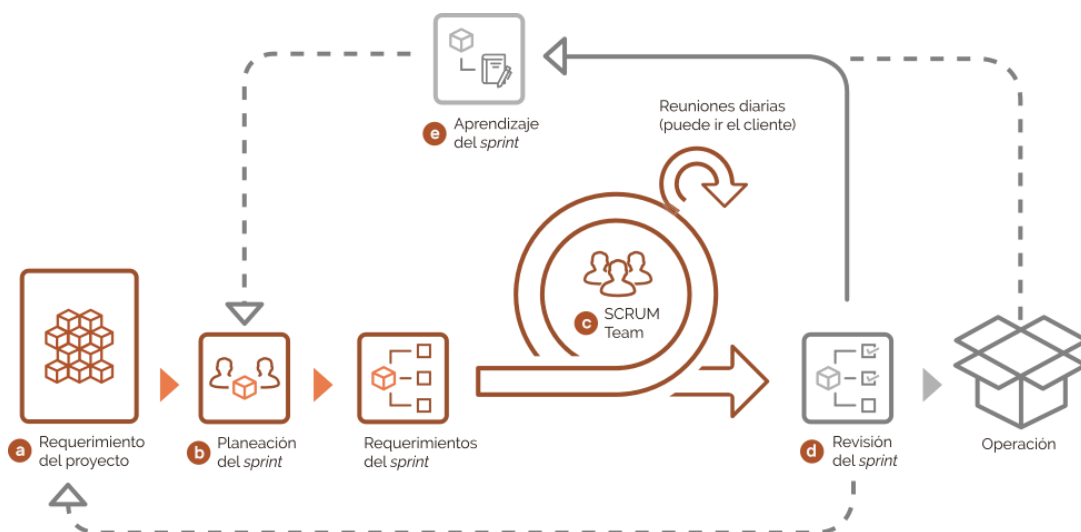 e Aprendizaje
del sprint
Reuniones diarias
(puede ir el cliente)
c SCRUM
Team
a Requerimiento
del proyecto
b Planeación
del sprint
Requerimientos
del sprint
d Revisión
del sprint
Operación